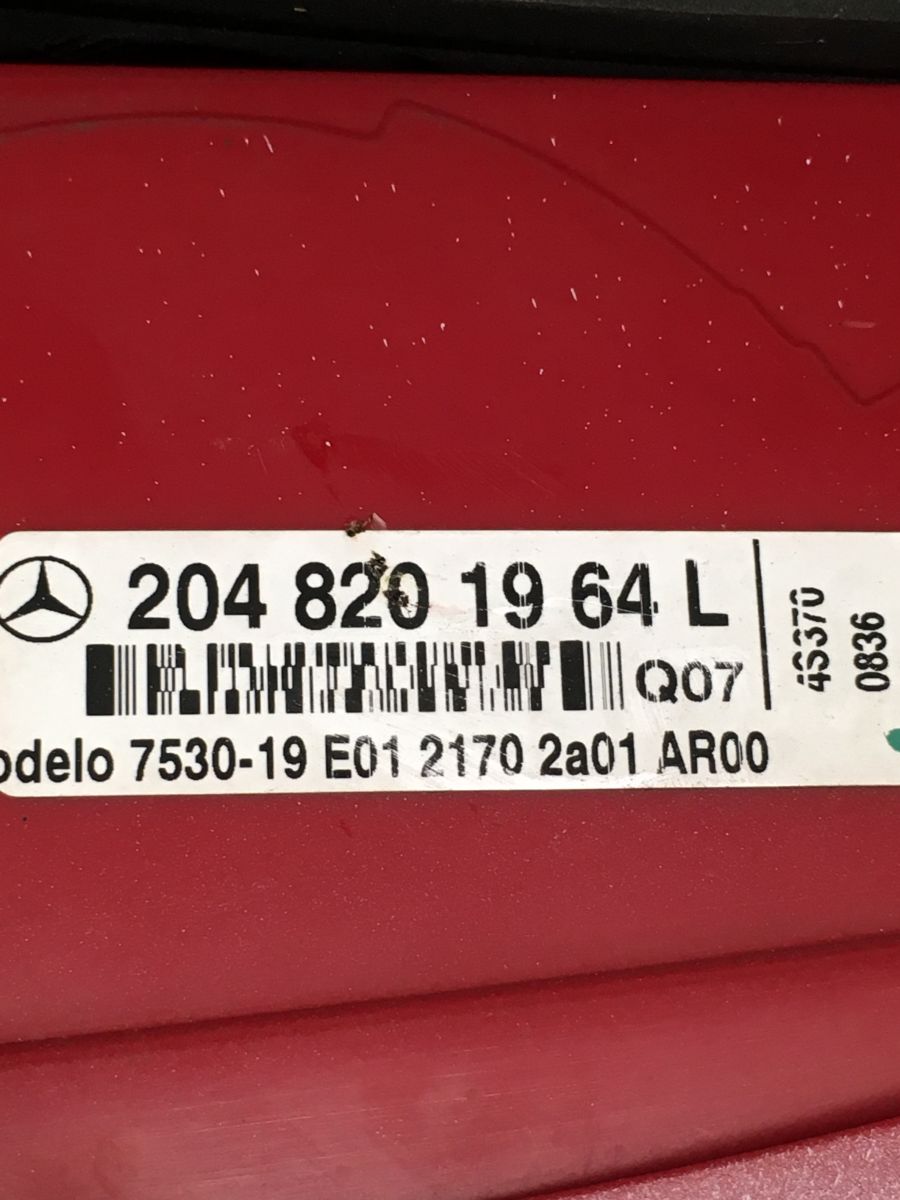 204 820 19 64 L
Q07
odelo 7530-19 E01 2170 2a01 AR00
4S370
0836